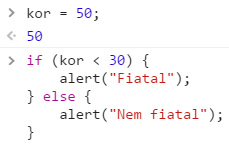 > kor = 50;
<· 50
> if (kor < 30) {
    alert("Fiatal");
} else {
    alert("Nem fiatal");
}